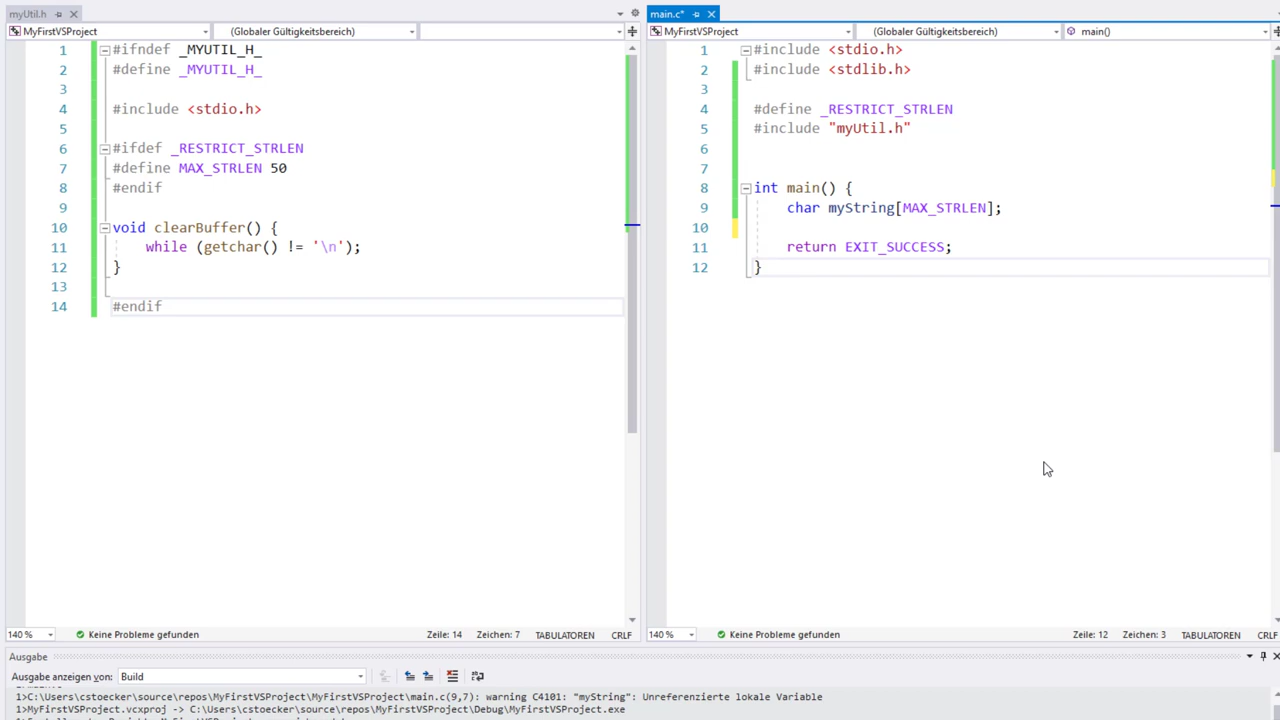 myUtil.h
MyFirstVSProject (Globaler Gültigkeitsbereich)
1 #ifndef _MYUTIL_H_
2 #define _MYUTIL_H_
3
4 #include <stdio.h>
5
6 #ifdef _RESTRICT_STRLEN
7 #define MAX_STRLEN 50
8 #endif
9
10 void clearBuffer() {
11 while (getchar() != '\n');
12 }
13
14 #endif
140 % Keine Probleme gefunden Zeile: 14 Zeichen: 7 TABULATOREN CRLF
main.c*
MyFirstVSProject (Globaler Gültigkeitsbereich) main()
1 #include <stdio.h>
2 #include <stdlib.h>
3
4 #define _RESTRICT_STRLEN
5 #include "myUtil.h"
6
7
8 int main() {
9 char myString[MAX_STRLEN];
10
11 return EXIT_SUCCESS;
12 }
140 % Keine Probleme gefunden Zeile: 12 Zeichen: 3 TABULATOREN CRLF
Ausgabe
Ausgabe anzeigen von: Build
1>C:\Users\cstoecker\source\repos\MyFirstVSProject\MyFirstVSProject\main.c(9,7): warning C4101: "myString": Unreferenzierte lokale Variable
1>MyFirstVSProject.vcxproj -> C:\Users\cstoecker\source\repos\MyFirstVSProject\Debug\MyFirstVSProject.exe